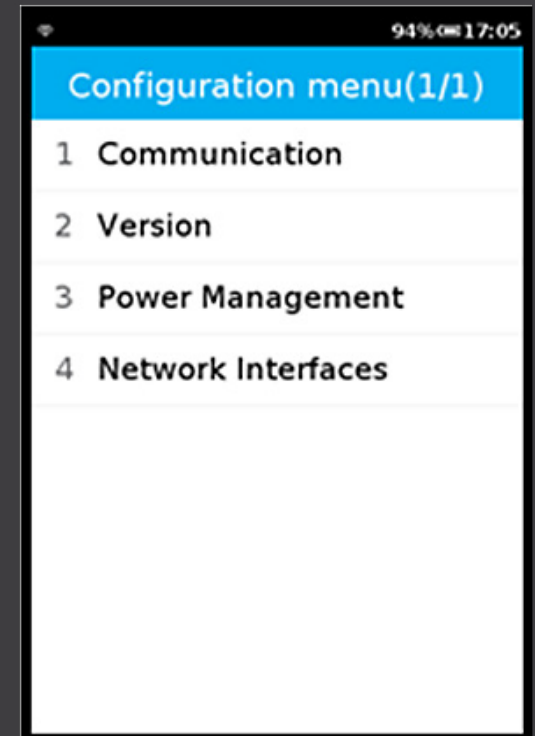 94% 17:05
Configuration menu(1/1)
1 Communication
2 Version
3 Power Management
4 Network Interfaces